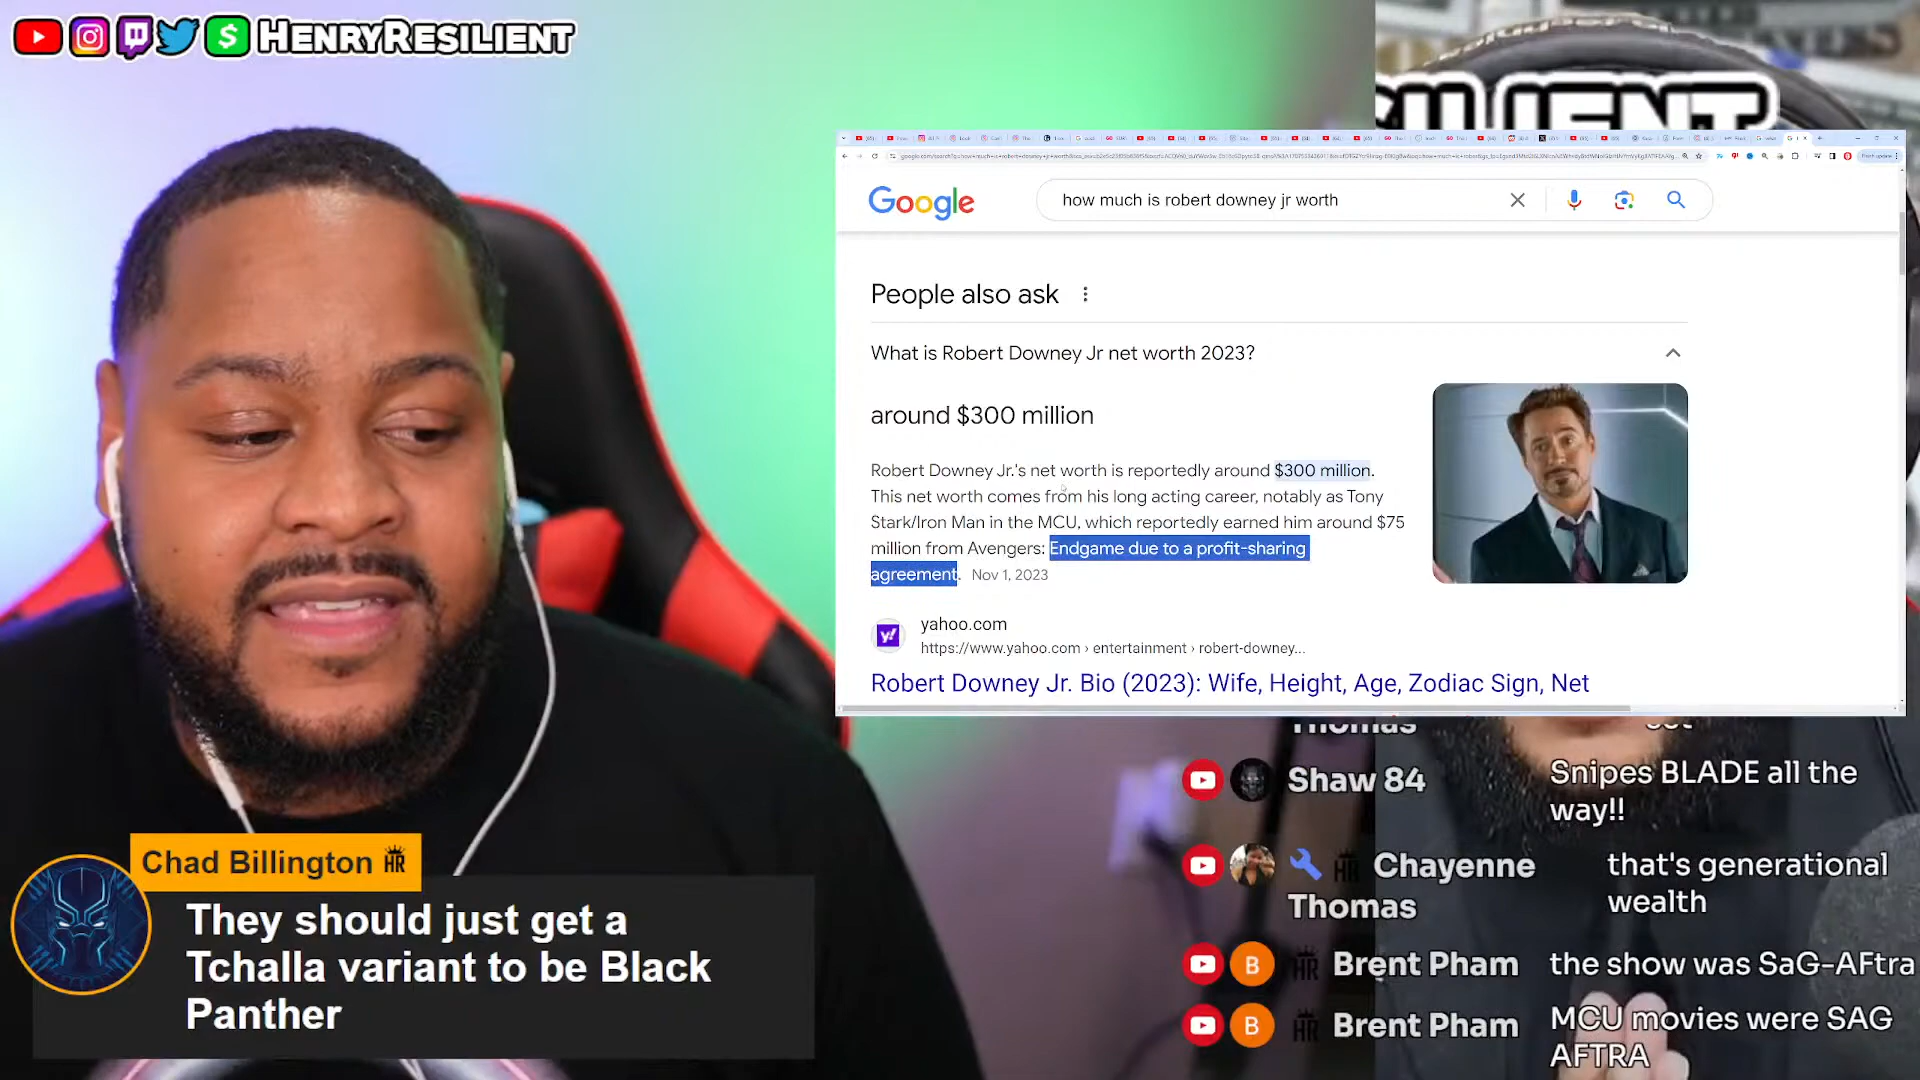 HENRYRESILIENT
Google
how much is robert downey jr worth
People also ask
What is Robert Downey Jr net worth 2023?
around $300 million
Robert Downey Jr.'s net worth is reportedly around $300 million.
This net worth comes from his long acting career, notably as Tony
Stark/Iron Man in the MCU, which reportedly earned him around $75
million from Avengers: Endgame due to a profit-sharing
agreement. Nov 1, 2023
y!
yahoo.com
https://www.yahoo.com › entertainment › robert-downey...
Robert Downey Jr. Bio (2023): Wife, Height, Age, Zodiac Sign, Net
Thomas
Shaw 84 Snipes BLADE all the
way!!
Chayenne that's generational
Thomas wealth
B HR Brent Pham the show was SaG-AFtra
B HR Brent Pham MCU movies were SAG
AFTRA
Chad Billington HR
They should just get a
Tchalla variant to be Black
Panther